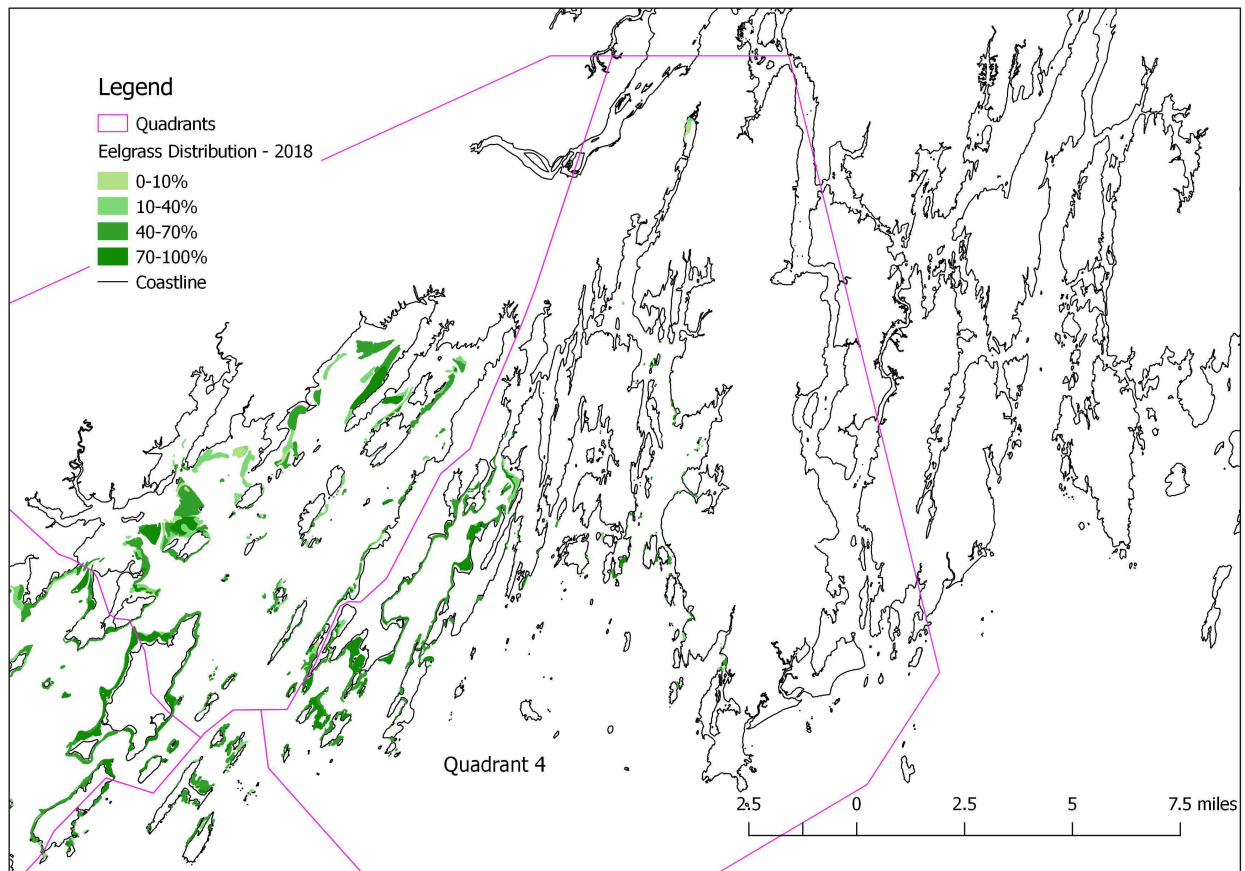 Legend
Quadrants
Eelgrass Distribution - 2018
0-10%
10-40%
40-70%
70-100%
Coastline
Quadrant 4
2.5 0 2.5 5 7.5 miles